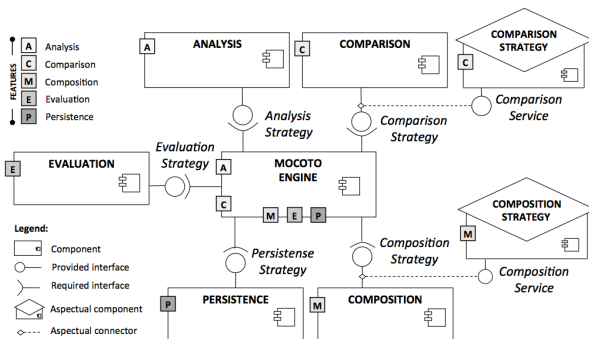 FEATURES
A Analysis
C Comparison
M Composition
E Evaluation
P Persistence
A
ANALYSIS
C
COMPARISON
COMPARISON
STRATEGY
C
Analysis
Strategy
Comparison
Strategy
Comparison
Service
E
EVALUATION
Evaluation
Strategy
MOCOTO
ENGINE
A
C
M E P
COMPOSITION
STRATEGY
M
Persistense
Strategy
Composition
Strategy
Composition
Service
P
PERSISTENCE
M
COMPOSITION
Legend:
Component
Provided interface
Required interface
Aspectual component
Aspectual connector